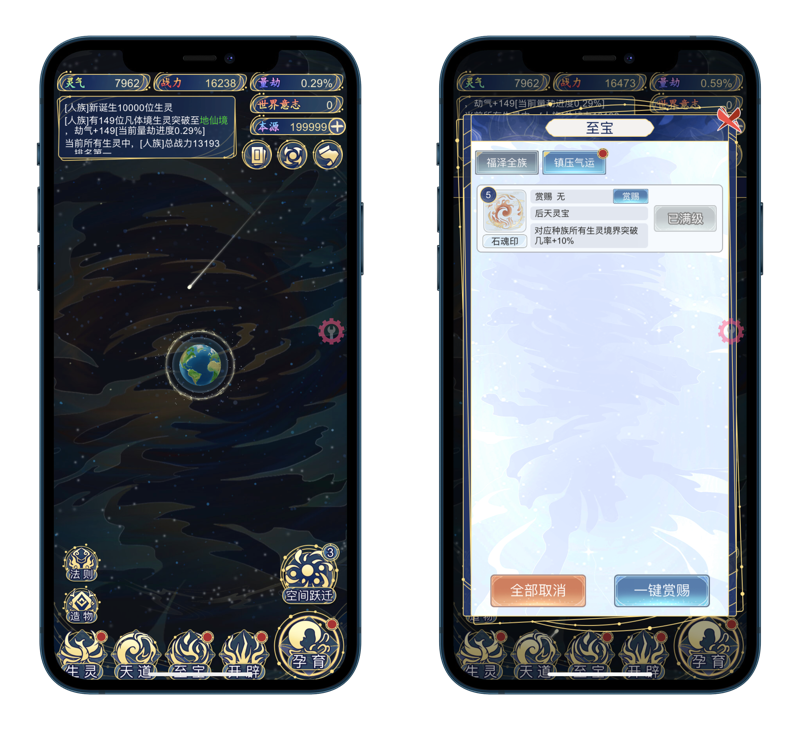 灵气 7962
战力 16238
量劫 0.29%
世界意志 0
本源 199999
[人族]新诞生10000位生灵
[人族]有149位凡体境生灵突破至地仙境
，劫气+149[当前量劫进度0.29%]
当前所有生灵中，[人族]总战力13193
，排名第一
法则
造物
3
空间跃迁
生灵
天道
至宝
开辟
孕育
灵气 7962
战力 16473
量劫 0.59%
世界意志 0
，劫气+149[当前量劫进度0.29%]
至宝
福泽全族
镇压气运
5
石魂印
赏赐 无
赏赐
后天灵宝
对应种族所有生灵境界突破
几率+10%
已满级
全部取消
一键赏赐
造物
生灵
天道
至宝
开辟
孕育